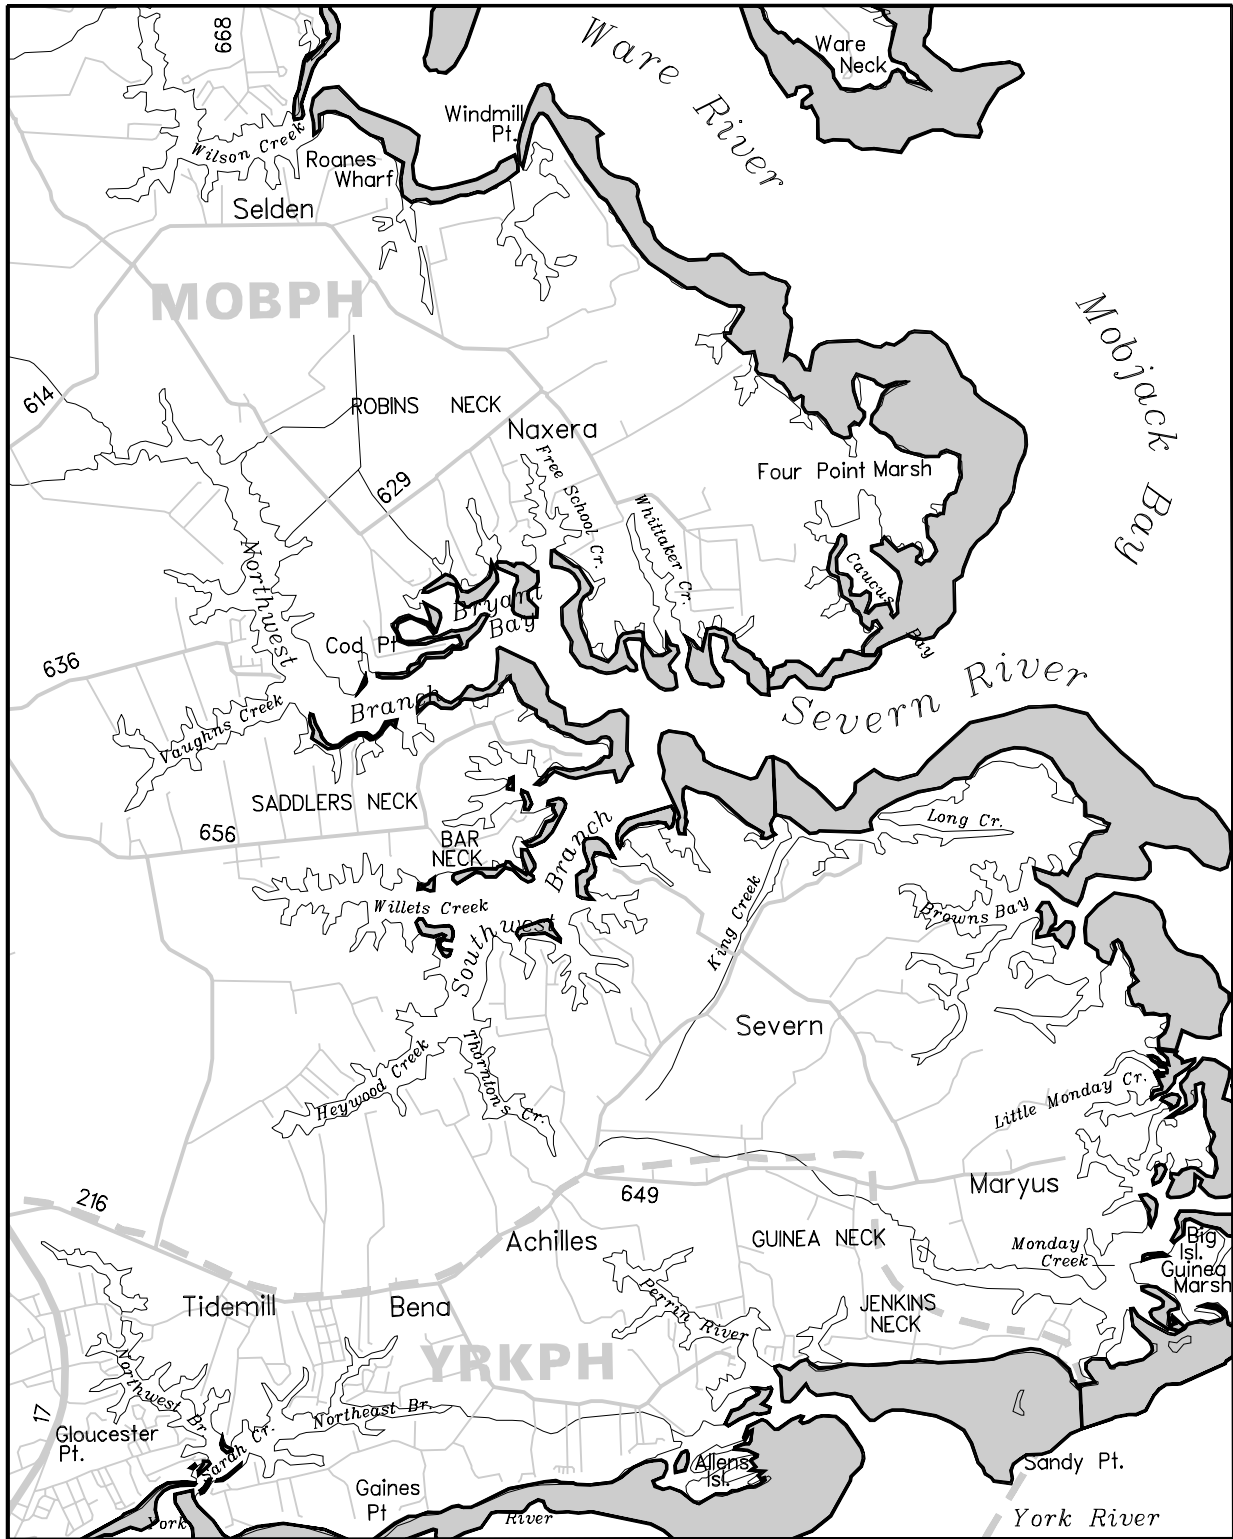 668
Ware River
Ware
Neck
Windmill
Pt.
Wilson Creek
Roanes
Wharf
Selden
MOBPH
Mobjack Bay
614
ROBINS NECK
Naxera
Four Point Marsh
629
Free School Cr.
Whittaker Cr.
Northwest
Caucus
Bay
Bryant
Bay
Cod Pt
636
Severn River
Branch
Vaughns Creek
SADDLERS NECK
656
BAR
NECK
Long Cr.
Branch
Willets Creek
Browns Bay
King Creek
Southwest
Severn
Heywood Creek
Thornton's Cr.
Little Monday Cr.
216
649
Maryus
Achilles
GUINEA NECK
Monday
Creek
Big
Isl.
Guinea
Marsh
Tidemill
Bena
Perrin River
JENKINS
NECK
YRKPH
Northwest Br.
17
Northeast Br.
Gloucester
Pt.
Sarah Cr.
Allens
Isl.
Sandy Pt.
Gaines
Pt
York
River
York River